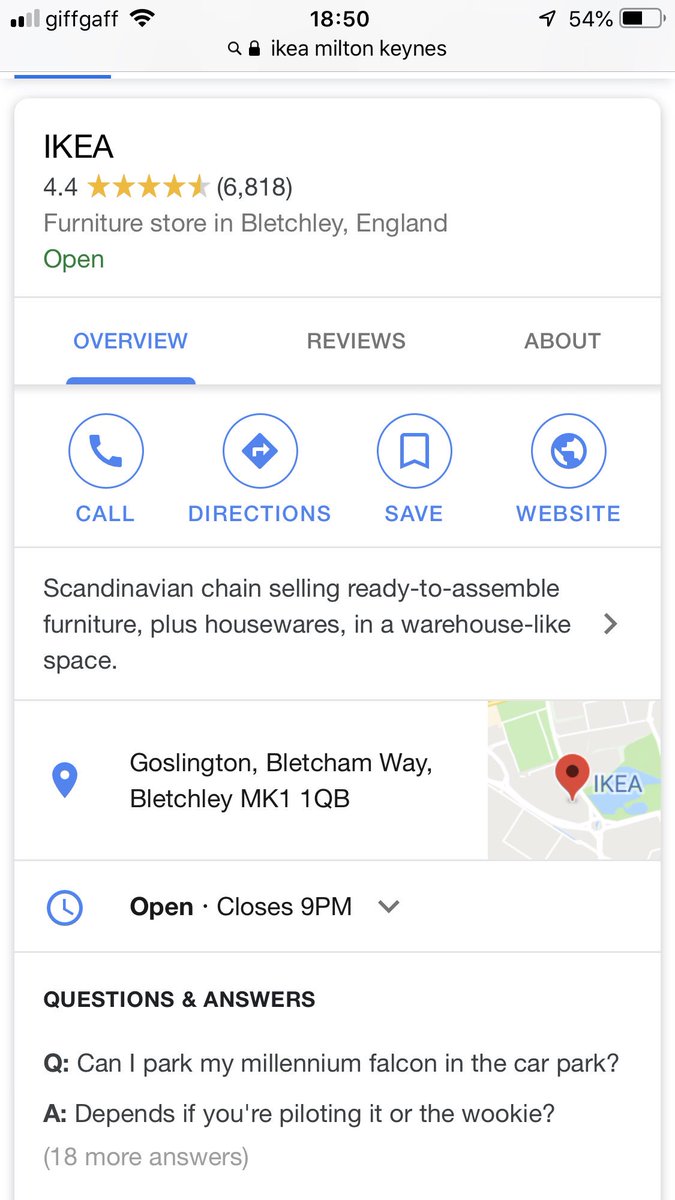 giffgaff 18:50 54%
ikea milton keynes
IKEA
4.4 (6,818)
Furniture store in Bletchley, England
Open
OVERVIEW REVIEWS ABOUT
CALL DIRECTIONS SAVE WEBSITE
Scandinavian chain selling ready-to-assemble
furniture, plus housewares, in a warehouse-like
space.
Goslington, Bletcham Way,
Bletchley MK1 1QB
IKEA
Open · Closes 9PM
QUESTIONS & ANSWERS
Q: Can I park my millennium falcon in the car park?
A: Depends if you're piloting it or the wookie?
(18 more answers)